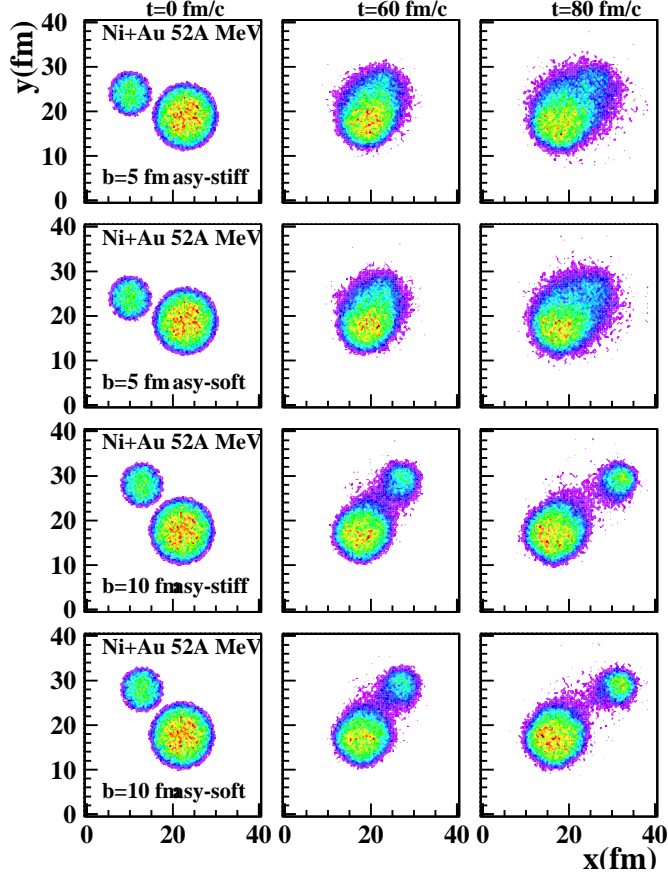 t=0 fm/c t=60 fm/c t=80 fm/c
y(fm)
40
30
20
10
0
Ni+Au 52A MeV
b=5 fm asy-stiff
40
30
20
10
0
Ni+Au 52A MeV
b=5 fm asy-soft
40
30
20
10
0
Ni+Au 52A MeV
b=10 fm asy-stiff
40
30
20
10
0
Ni+Au 52A MeV
b=10 fm asy-soft
0 20 40 0 20 40 0 20 40
x(fm)